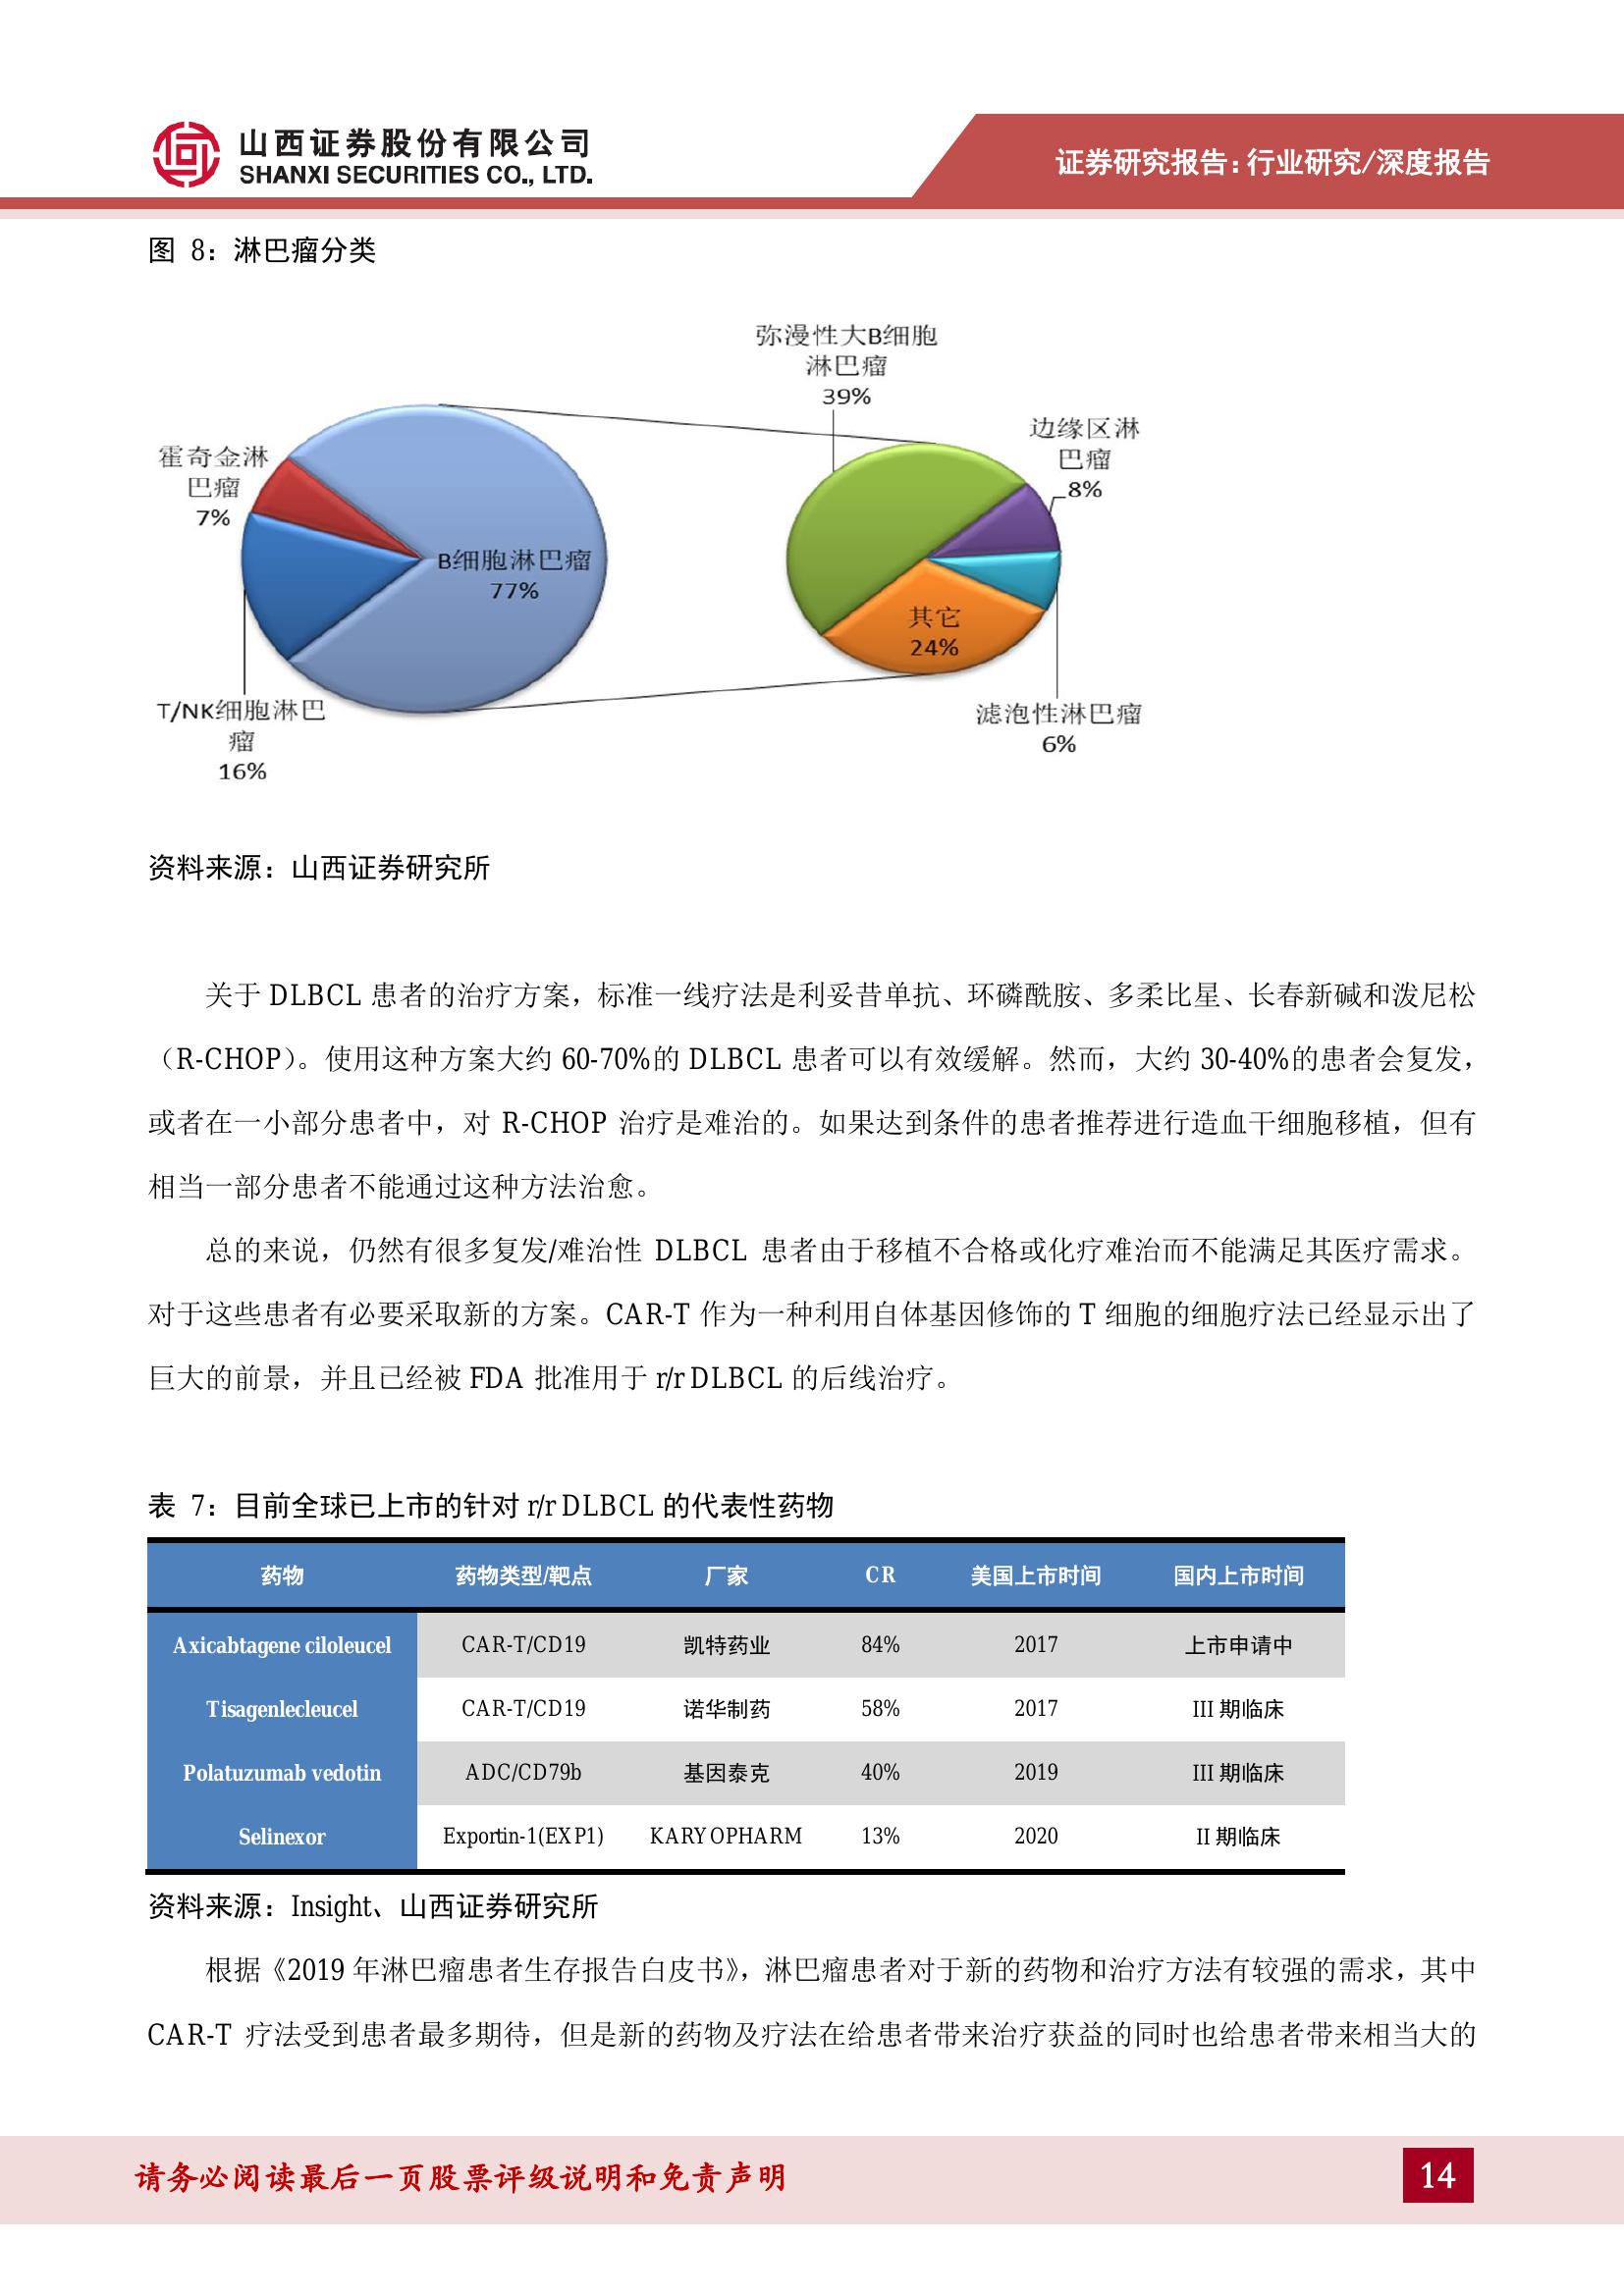 山西证券股份有限公司
SHANXI SECURITIES CO., LTD.
证券研究报告：行业研究/深度报告
图 8：淋巴瘤分类
弥漫性大B细胞
淋巴瘤
39%
边缘区淋
巴瘤
8%
霍奇金淋
巴瘤
7%
B细胞淋巴瘤
77%
其它
24%
T/NK细胞淋巴
瘤
16%
滤泡性淋巴瘤
6%
资料来源：山西证券研究所
关于 DLBCL 患者的治疗方案，标准一线疗法是利妥昔单抗、环磷酰胺、多柔比星、长春新碱和泼尼松
（R-CHOP）。使用这种方案大约 60-70%的 DLBCL 患者可以有效缓解。然而，大约 30-40%的患者会复发，
或者在一小部分患者中，对 R-CHOP 治疗是难治的。如果达到条件的患者推荐进行造血干细胞移植，但有
相当一部分患者不能通过这种方法治愈。
总的来说，仍然有很多复发/难治性 DLBCL 患者由于移植不合格或化疗难治而不能满足其医疗需求。
对于这些患者有必要采取新的方案。CAR-T 作为一种利用自体基因修饰的 T 细胞的细胞疗法已经显示出了
巨大的前景，并且已经被 FDA 批准用于 r/r DLBCL 的后线治疗。
表 7：目前全球已上市的针对 r/r DLBCL 的代表性药物
药物 药物类型/靶点 厂家 CR 美国上市时间 国内上市时间
Axicabtagene ciloleucel CAR-T/CD19 凯特药业 84% 2017 上市申请中
Tisagenlecleucel CAR-T/CD19 诺华制药 58% 2017 III 期临床
Polatuzumab vedotin ADC/CD79b 基因泰克 40% 2019 III 期临床
Selinexor Exportin-1(EXP1) KARYOPHARM 13% 2020 II 期临床
资料来源：Insight、山西证券研究所
根据《2019 年淋巴瘤患者生存报告白皮书》，淋巴瘤患者对于新的药物和治疗方法有较强的需求，其中
CAR-T 疗法受到患者最多期待，但是新的药物及疗法在给患者带来治疗获益的同时也给患者带来相当大的
请务必阅读最后一页股票评级说明和免责声明
14